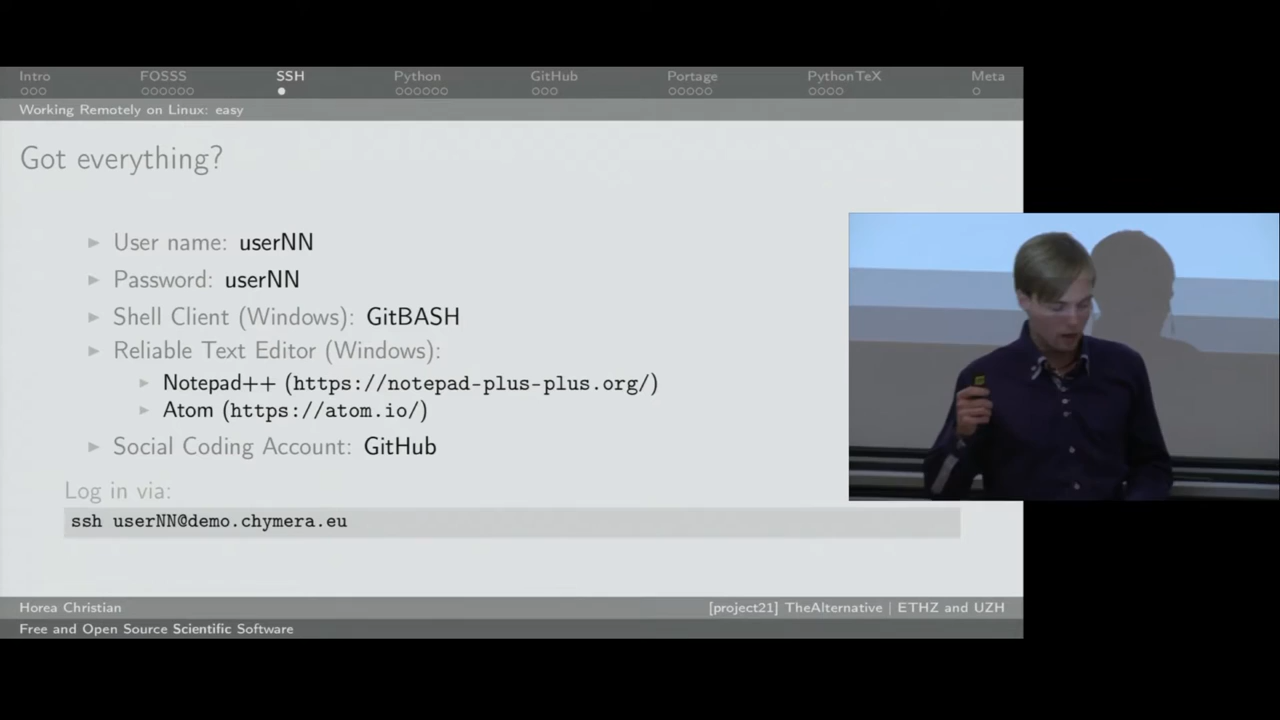 Intro FOSSS SSH Python GitHub Portage PythonTeX Meta
Working Remotely on Linux: easy
Got everything?
User name: userNN
Password: userNN
Shell Client (Windows): GitBASH
Reliable Text Editor (Windows):
Notepad++ (https://notepad-plus-plus.org/)
Atom (https://atom.io/)
Social Coding Account: GitHub
Log in via:
ssh userNN@demo.chymera.eu
Horea Christian [project21] TheAlternative | ETHZ and UZH
Free and Open Source Scientific Software